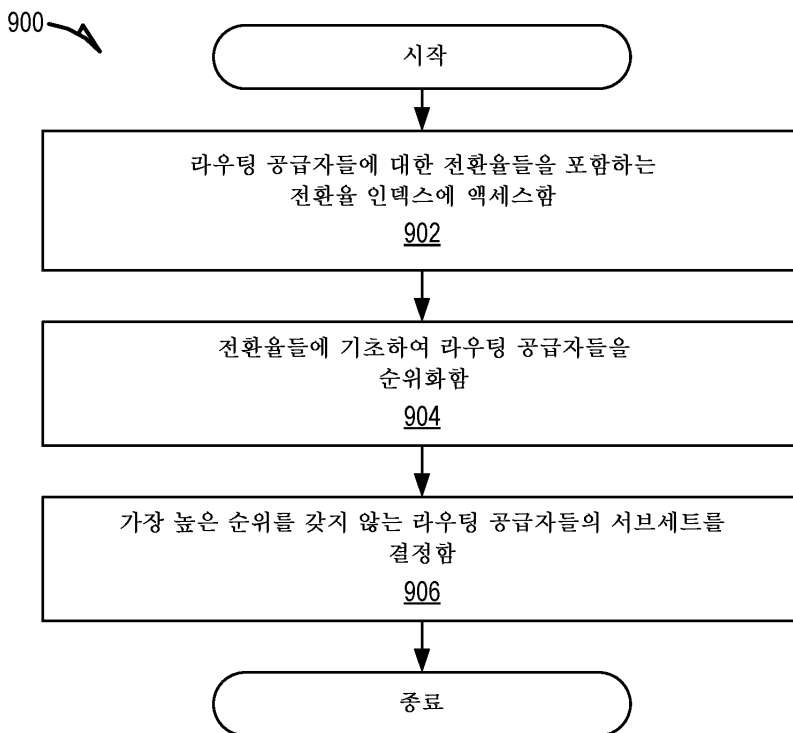 900
시작
라우팅 공급자들에 대한 전환율들을 포함하는
전환율 인덱스에 액세스함
902
전환율들에 기초하여 라우팅 공급자들을
순위화함
904
가장 높은 순위를 갖지 않는 라우팅 공급자들의 서브세트를
결정함
906
종료